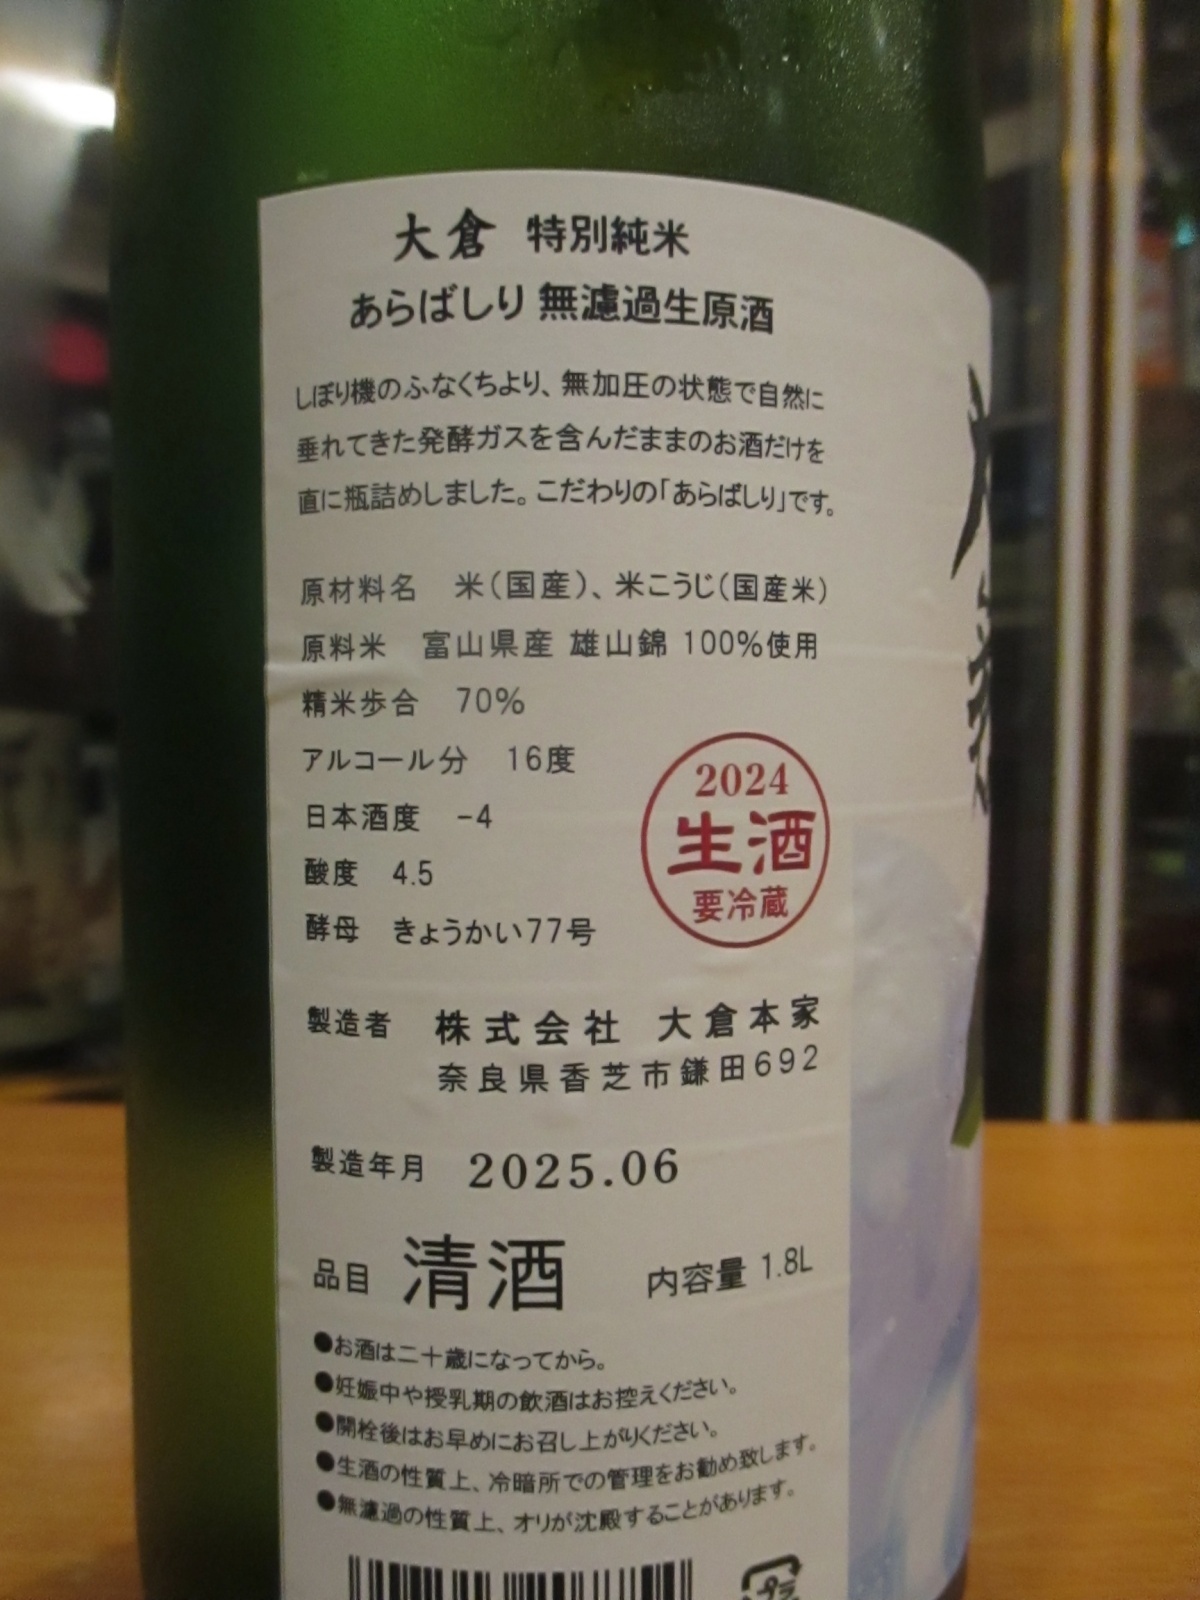 大倉 特別純米
あらばしり 無濾過生原酒
しぼり機のふなくちより、無加圧の状態で自然に
垂れてきた発酵ガスを含んだままのお酒だけを
直に瓶詰めしました。こだわりの「あらばしり」です。
原材料名 米(国産)、米こうじ(国産米)
原料米 富山県産 雄山錦 100%使用
精米歩合 70%
アルコール分 16度
日本酒度 -4
酸度 4.5
酵母 きょうかい77号
2024
生酒
要冷蔵
製造者 株式会社 大倉本家
奈良県香芝市鎌田692
製造年月 2025.06
品目 清酒 内容量 1.8L
●お酒は二十歳になってから。
●妊娠中や授乳期の飲酒はお控えください。
●開栓後はお早めにお召し上がりください。
●生酒の性質上、冷暗所での管理をお勧め致します。
●無濾過の性質上、オリが沈殿することがあります。
プラ